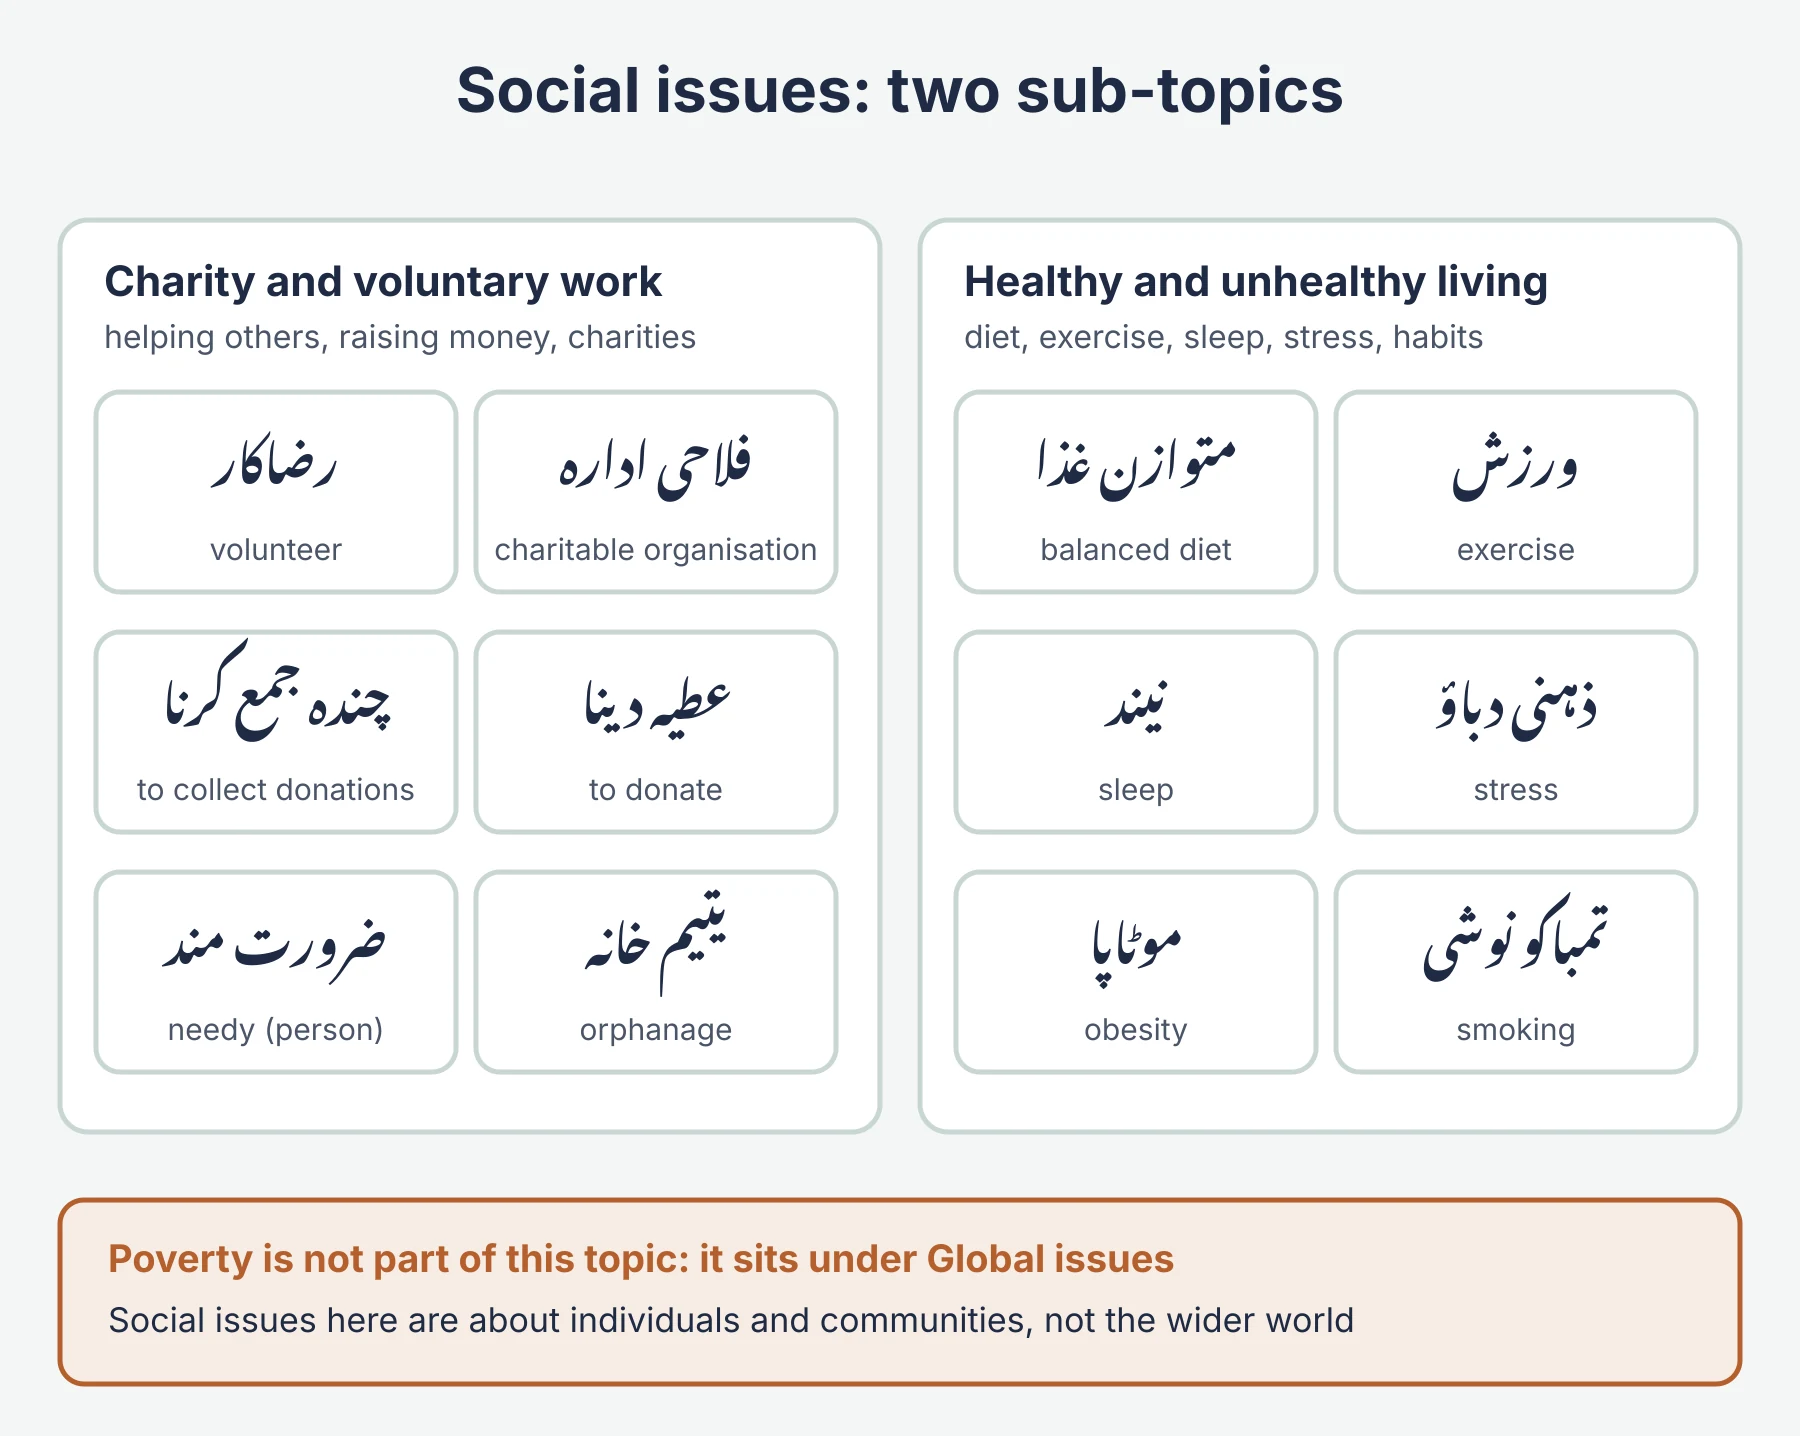 Social issues: two sub-topics
Charity and voluntary work
helping others, raising money, charities
رضاکار
volunteer
فلاحی ادارہ
charitable organisation
چندہ جمع کرنا
to collect donations
عطیہ دینا
to donate
ضرورت مند
needy (person)
یتیم خانہ
orphanage
Healthy and unhealthy living
diet, exercise, sleep, stress, habits
متوازن غذا
balanced diet
ورزش
exercise
نیند
sleep
ذہنی دباؤ
stress
موٹاپا
obesity
تمباکو نوشی
smoking
Poverty is not part of this topic: it sits under Global issues
Social issues here are about individuals and communities, not the wider world